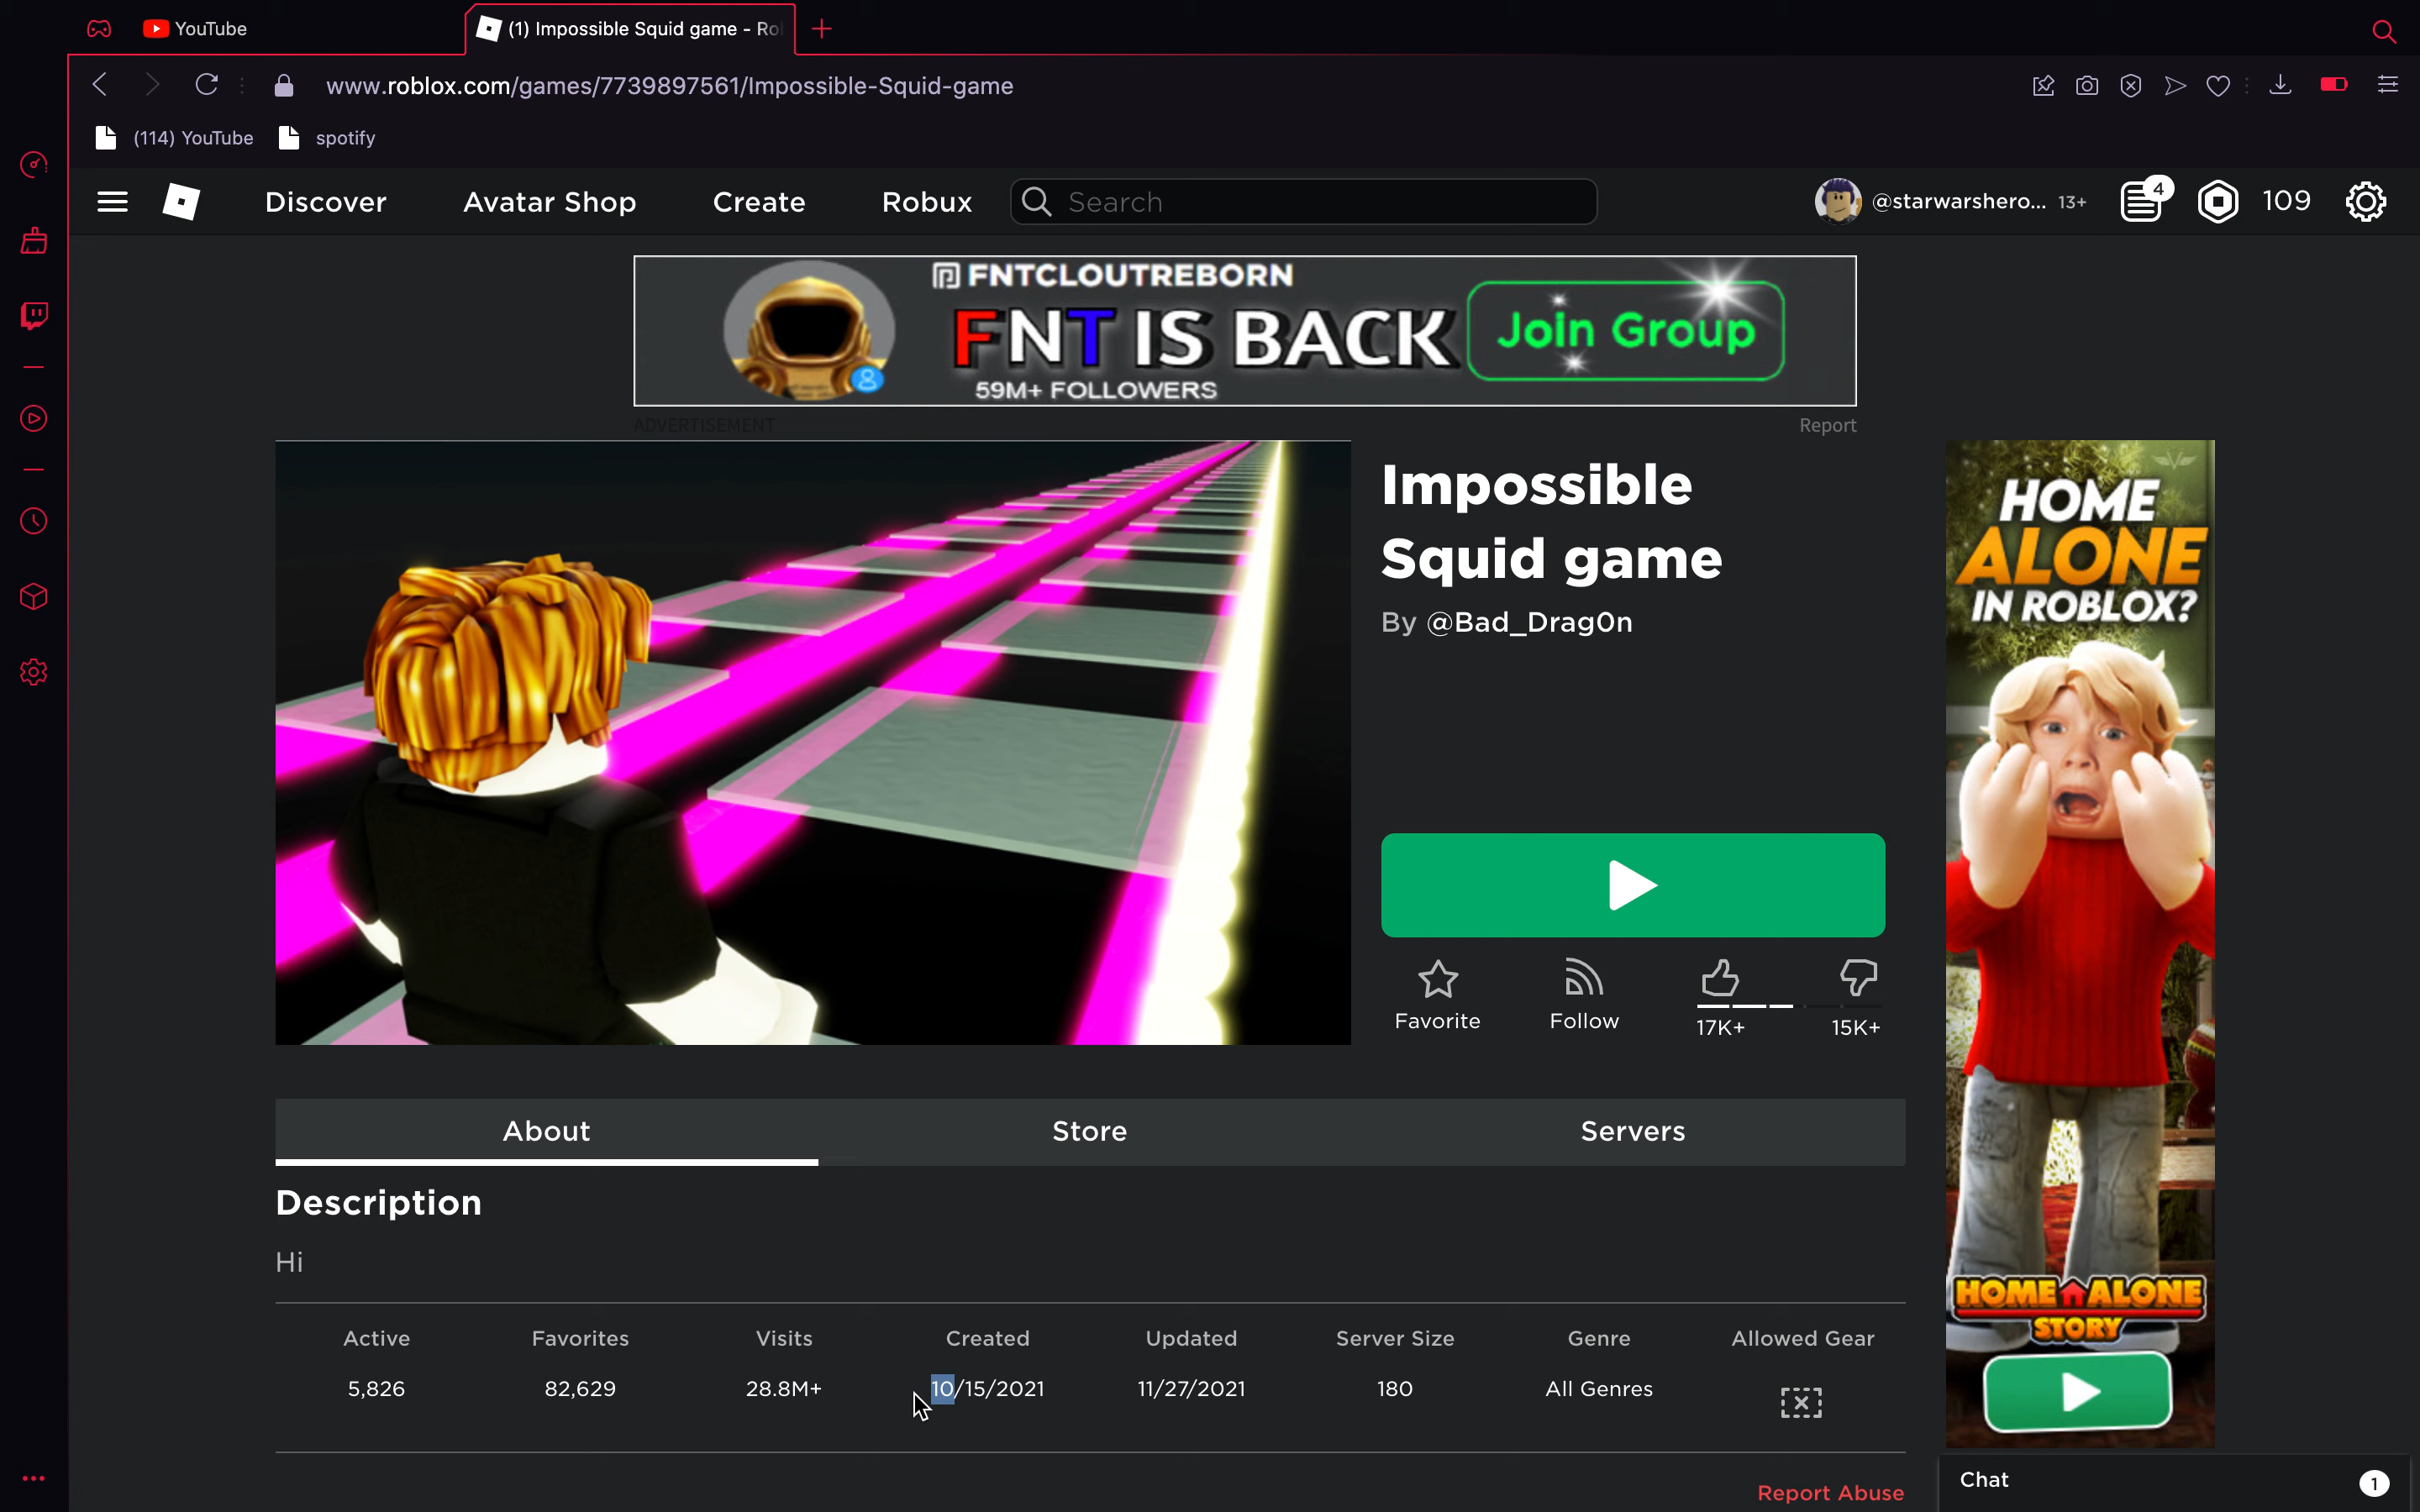 YouTube
(1) Impossible Squid game - Ro
www.roblox.com/games/7739897561/Impossible-Squid-game
(114) YouTube spotify
Discover Avatar Shop Create Robux Search @starwarshero... 13+ 4 109
FNTCLOUTREBORN
FNT IS BACK
59M+ FOLLOWERS
Join Group
ADVERTISEMENT Report
Impossible
Squid game
By @Bad_Drag0n
Favorite Follow 17K+ 15K+
HOME
ALONE
IN ROBLOX?
HOME ALONE
STORY
About Store Servers
Description
Hi
Active Favorites Visits Created Updated Server Size Genre Allowed Gear
5,826 82,629 28.8M+ 10/15/2021 11/27/2021 180 All Genres
Report Abuse
Chat 1